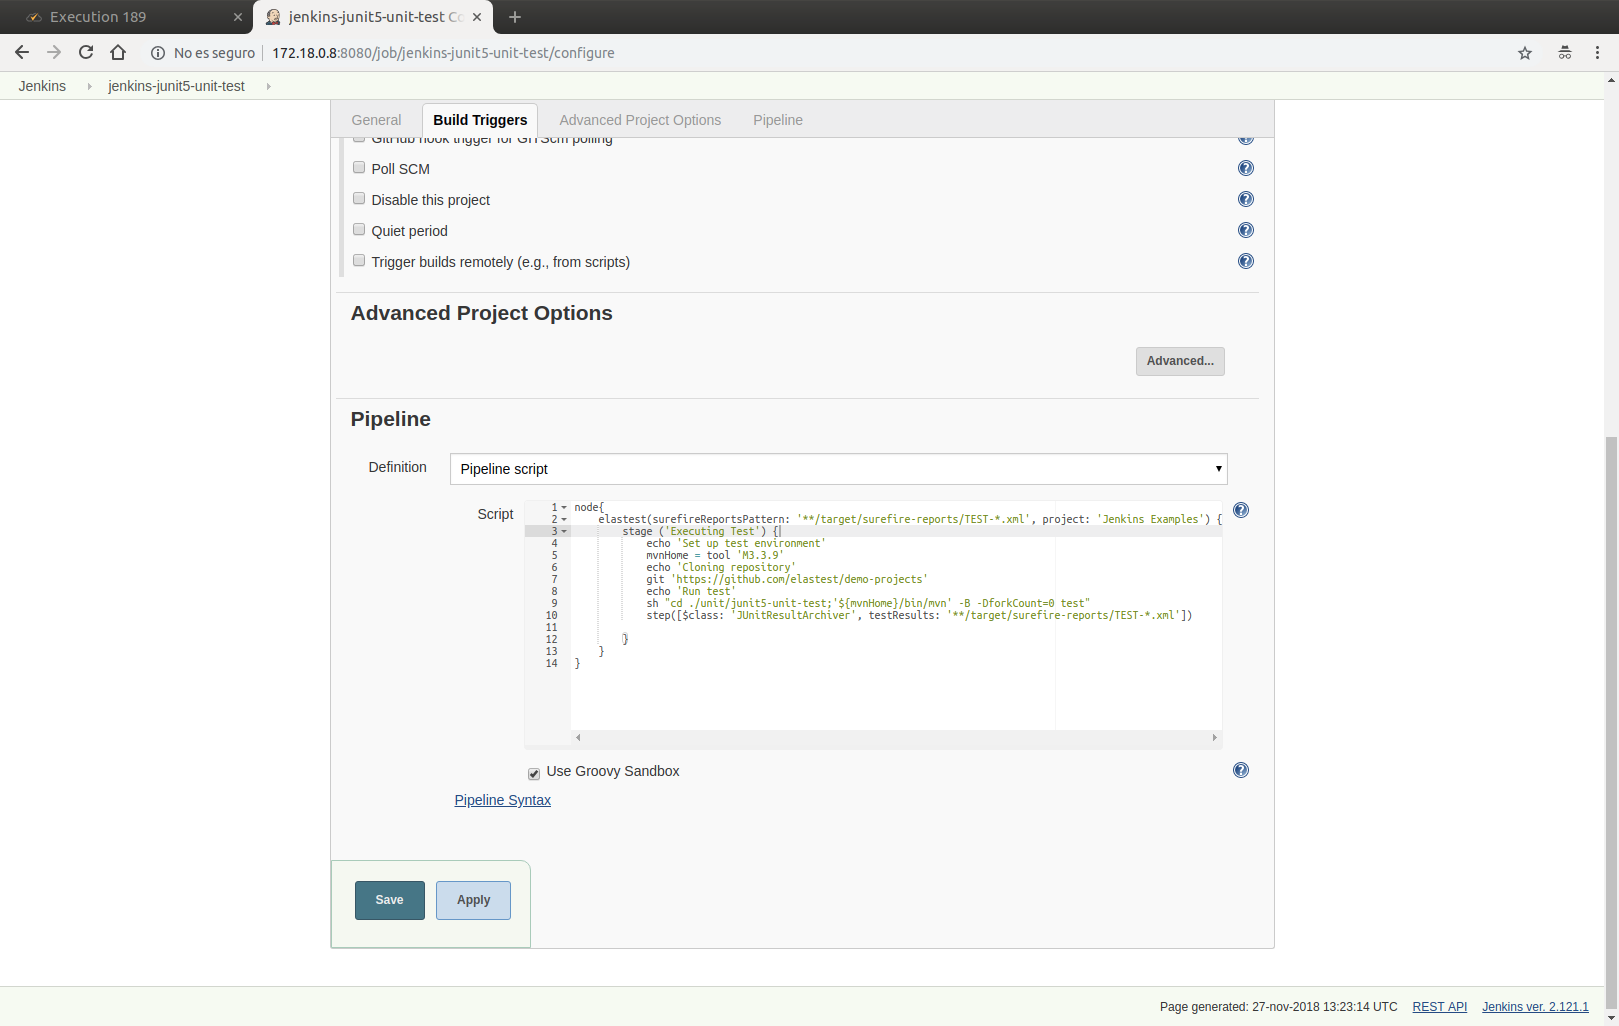 Execution 189
jenkins-junit5-unit-test Co
No es seguro
172.18.0.8:8080/job/jenkins-junit5-unit-test/configure
Jenkins
jenkins-junit5-unit-test
General
Build Triggers
Advanced Project Options
Pipeline
GitHub hook trigger for GITScm polling
Poll SCM
Disable this project
Quiet period
Trigger builds remotely (e.g., from scripts)
Advanced Project Options
Advanced...
Pipeline
Definition
Pipeline script
Script
1 node{
2 elastest(surefireReportsPattern: '**/target/surefire-reports/TEST-*.xml', project: 'Jenkins Examples') {
3 stage ('Executing Test') {
4 echo 'Set up test environment'
5 mvnHome = tool 'M3.3.9'
6 echo 'Cloning repository'
7 git 'https://github.com/elastest/demo-projects'
8 echo 'Run test'
9 sh "cd ./unit/junit5-unit-test;'${mvnHome}/bin/mvn' -B -DforkCount=0 test"
10 step([$class: 'JUnitResultArchiver', testResults: '**/target/surefire-reports/TEST-*.xml'])
11
12 }
13 }
14 }
Use Groovy Sandbox
Pipeline Syntax
Save
Apply
Page generated: 27-nov-2018 13:23:14 UTC
REST API
Jenkins ver. 2.121.1